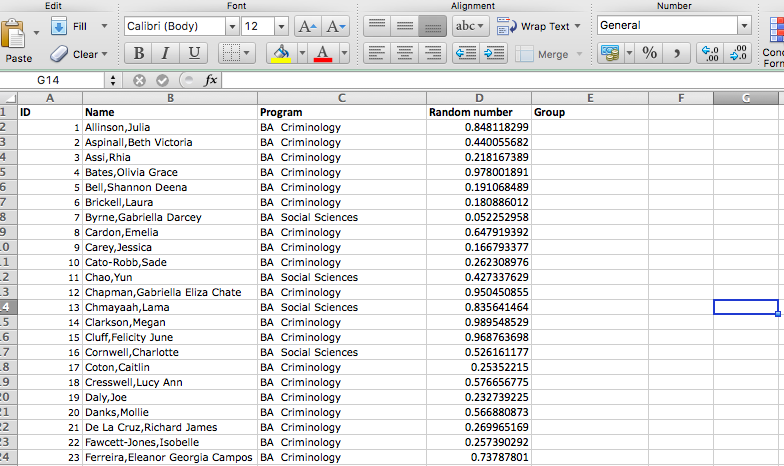 Edit Font Alignment Number
Fill Calibri (Body) 12 A A abc Wrap Text General
Paste Clear B I U A Merge % , .0 .00 .00 .0 Conc
Form
G14 fx
A B C D E F G
1 ID Name Program Random number Group
2 1 Allinson,Julia BA Criminology 0.848118299
3 2 Aspinall,Beth Victoria BA Criminology 0.440055682
4 3 Assi,Rhia BA Criminology 0.218167389
5 4 Bates,Olivia Grace BA Criminology 0.978001891
6 5 Bell,Shannon Deena BA Criminology 0.191068489
7 6 Brickell,Laura BA Criminology 0.180886012
8 7 Byrne,Gabriella Darcey BA Social Sciences 0.052252958
9 8 Cardon,Emelia BA Criminology 0.647919392
.0 9 Carey,Jessica BA Criminology 0.166793377
.1 10 Cato-Robb,Sade BA Criminology 0.262308976
.2 11 Chao,Yun BA Social Sciences 0.427337629
.3 12 Chapman,Gabriella Eliza Chate BA Criminology 0.950450855
.4 13 Chmayaah,Lama BA Social Sciences 0.835641464
.5 14 Clarkson,Megan BA Criminology 0.989548529
.6 15 Cluff,Felicity June BA Criminology 0.968763698
.7 16 Cornwell,Charlotte BA Social Sciences 0.526161177
.8 17 Coton,Caitlin BA Criminology 0.25352215
.9 18 Cresswell,Lucy Ann BA Criminology 0.576656775
20 19 Daly,Joe BA Criminology 0.232739225
21 20 Danks,Mollie BA Criminology 0.566880873
22 21 De La Cruz,Richard James BA Criminology 0.269965169
23 22 Fawcett-Jones,Isobelle BA Criminology 0.257390292
24 23 Ferreira,Eleanor Georgia Campos BA Criminology 0.73787801